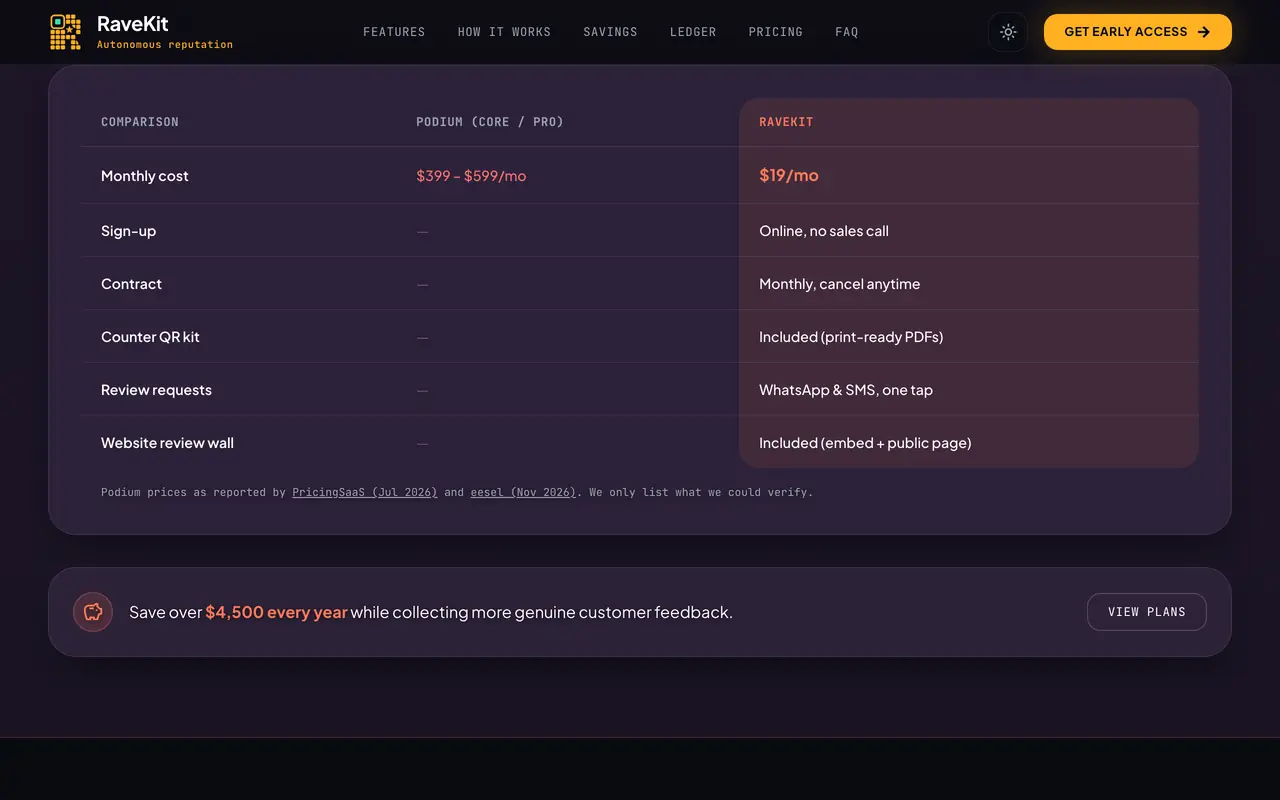 RaveKit
Autonomous reputation
FEATURES HOW IT WORKS SAVINGS LEDGER PRICING FAQ
GET EARLY ACCESS →
COMPARISON PODIUM (CORE / PRO) RAVEKIT
Monthly cost $399 – $599/mo $19/mo
Sign-up — Online, no sales call
Contract — Monthly, cancel anytime
Counter QR kit — Included (print-ready PDFs)
Review requests — WhatsApp & SMS, one tap
Website review wall — Included (embed + public page)
Podium prices as reported by PricingSaaS (Jul 2026) and eesel (Nov 2026). We only list what we could verify.
Save over $4,500 every year while collecting more genuine customer feedback.
VIEW PLANS